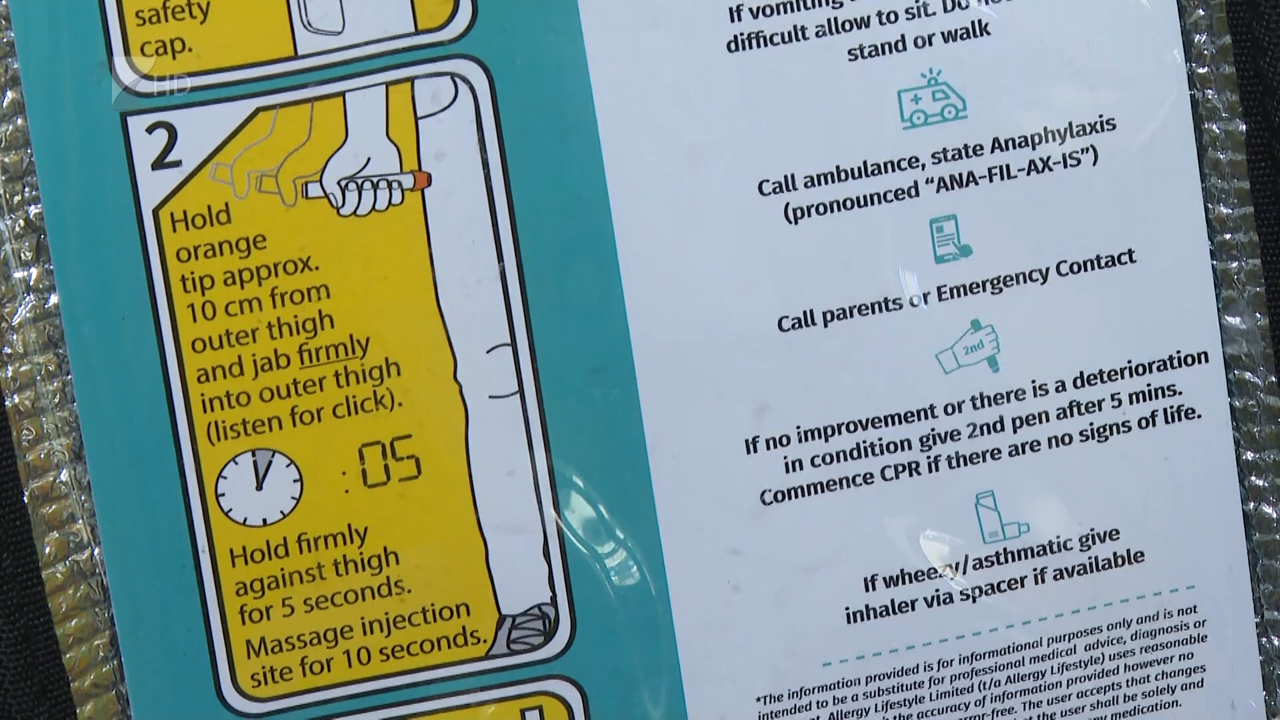 safety
cap.
HD
2
Hold
orange
tip approx.
10 cm from
outer thigh
and jab firmly
into outer thigh
(listen for click).
:05
Hold firmly
against thigh
for 5 seconds.
Massage injection
site for 10 seconds.
If vomiting
difficult allow to sit. Do not
stand or walk
Call ambulance, state Anaphylaxis
(pronounced “ANA-FIL-AX-IS”)
Call parents or Emergency Contact
2nd
If no improvement or there is a deterioration
in condition give 2nd pen after 5 mins.
Commence CPR if there are no signs of life.
If wheezy/asthmatic give
inhaler via spacer if available
*The information provided is for informational purposes only and is not
intended to be a substitute for professional medical advice, diagnosis or
Allergy Lifestyle Limited (t/a Allergy Lifestyle) uses reasonable
the accuracy of information provided however no
error-free. The user accepts that changes
the user shall be solely and
medication.